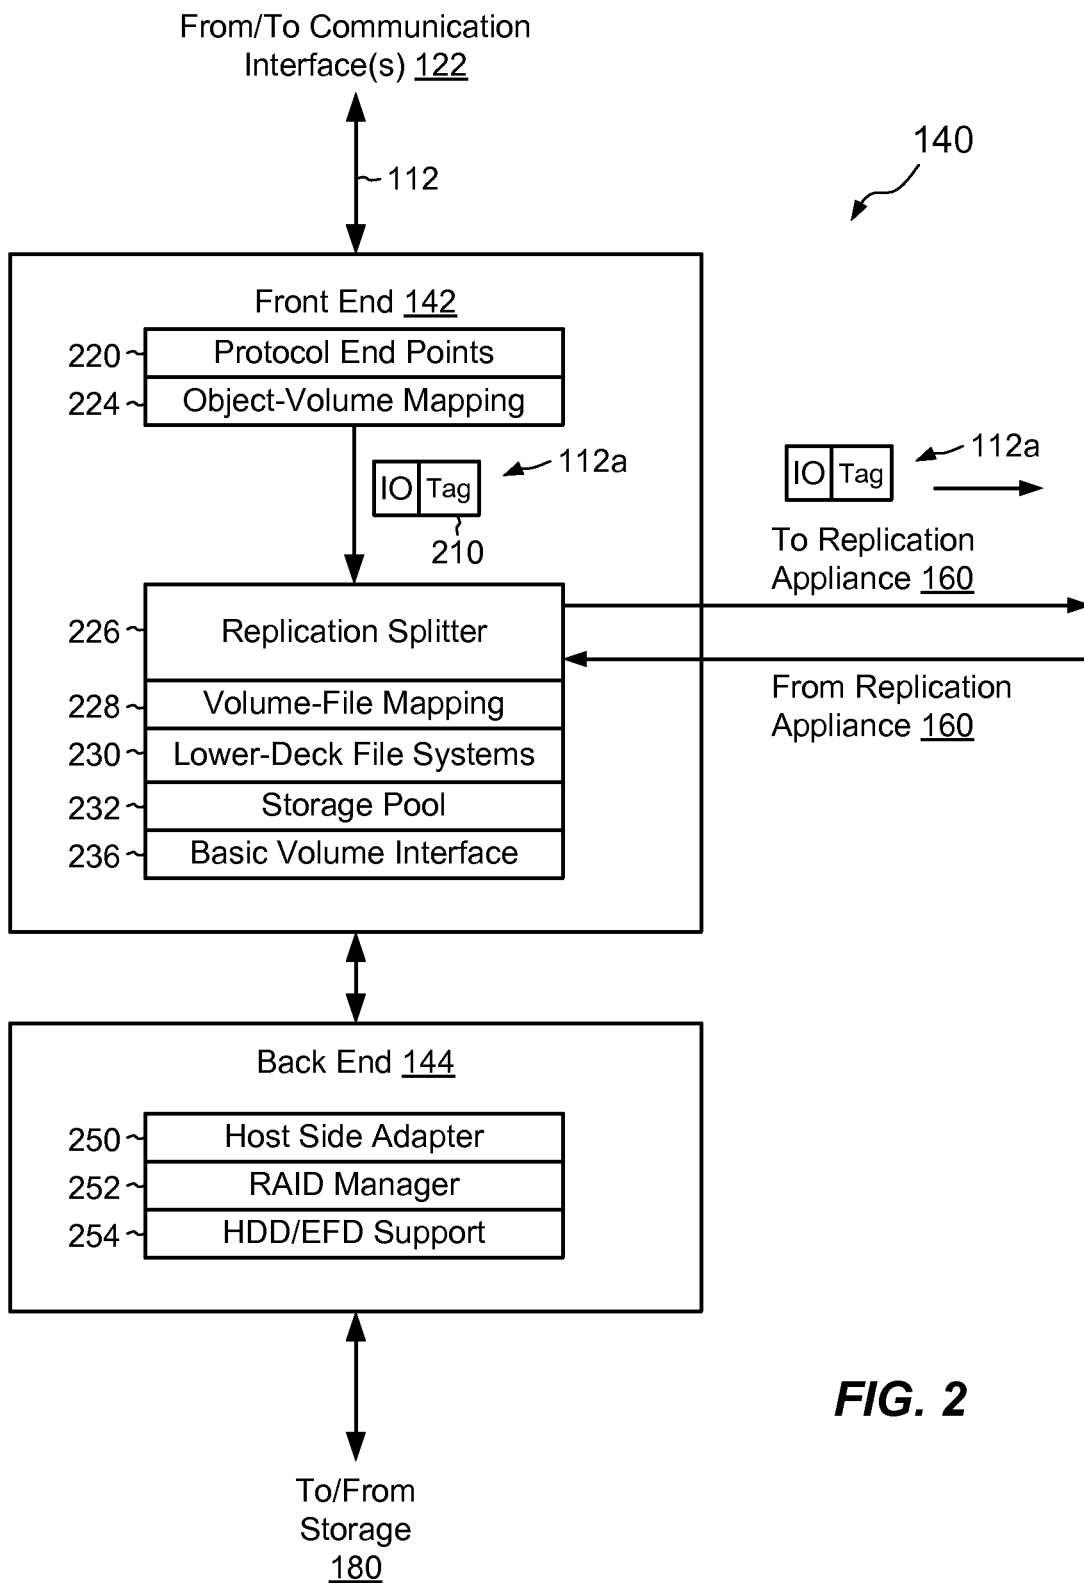 From/To Communication
Interface(s) 122
112
140
Front End 142
220
Protocol End Points
224
Object-Volume Mapping
IO
Tag
112a
210
IO
Tag
112a
To Replication
Appliance 160
226
Replication Splitter
From Replication
Appliance 160
228
Volume-File Mapping
230
Lower-Deck File Systems
232
Storage Pool
236
Basic Volume Interface
Back End 144
250
Host Side Adapter
252
RAID Manager
254
HDD/EFD Support
FIG. 2
To/From
Storage
180